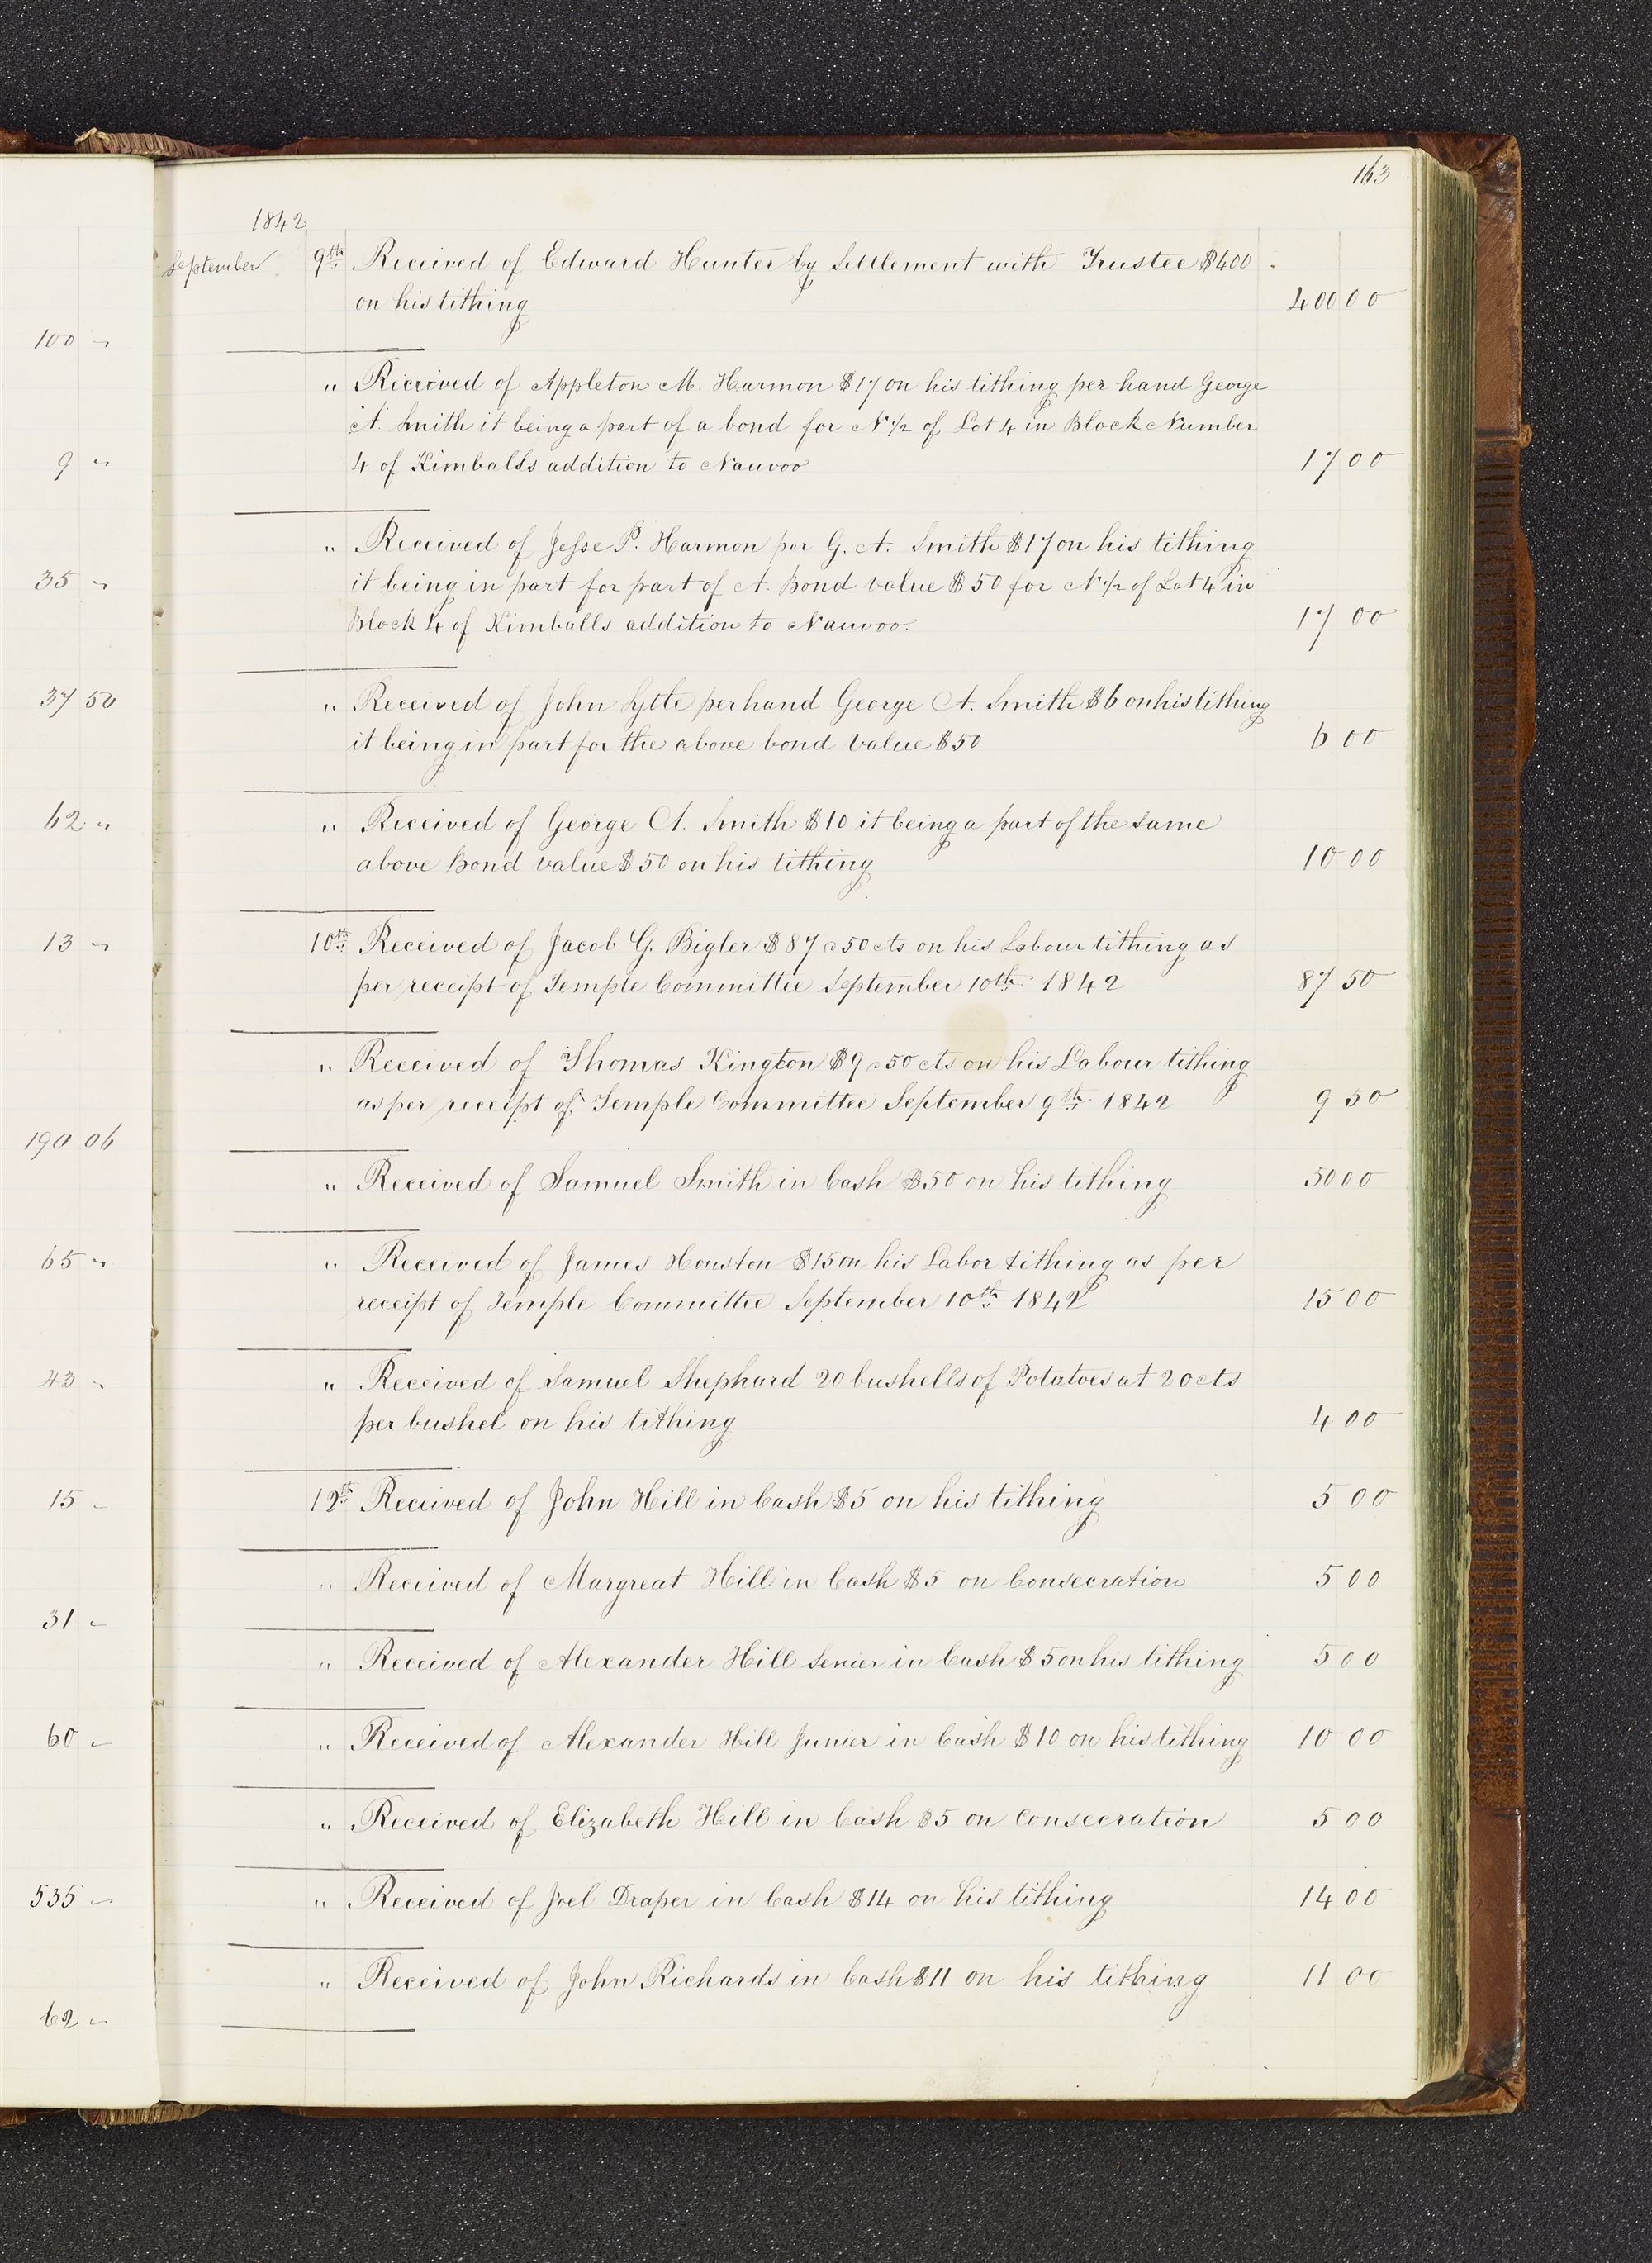 163
1842
September 9th Received of Edward Hunter by Settlement with Trustee $400
on his tithing 400 00
100 "
" Received of Appleton M. Harmon $17 on his tithing per hand George
A. Smith it being a part of a bond for N 1/2 of Lot 4 in Block Number
4 of Kimballs addition to Nauvoo 17 00
9 "
" Received of Jesse P. Harmon per G. A. Smith $17 on his tithing
it being in part for part of A. Bond value $50 for N 1/2 of Lot 4 in
35 "
Block 4 of Kimballs addition to Nauvoo. 17 00
" Received of John Lytle per hand George A. Smith $6 on his tithing
37 50
it being in part for the above bond value $50 6 00
" Received of George A. Smith $10 it being a part of the same
62 "
above Bond value $50 on his tithing 10 00
10th Received of Jacob G. Bigler $87 50 cts on his Labour tithing as
13 "
per receipt of Temple Committee September 10th 1842 87 50
" Received of Thomas Kington $9 50 cts on his Labour tithing
as per receipt of Temple Committee September 9th 1842 9 50
190 06
" Received of Samuel Smith in Cash $50 on his tithing 50 00
" Received of James Houston $15 on his Labor tithing as per
65 "
receipt of Temple Committee September 10th 1842 15 00
" Received of Samuel Shephard 20 bushells of Potatoes at 20 cts
43 "
per bushel on his tithing 4 00
12th Received of John Hill in Cash $5 on his tithing 5 00
15 "
" Received of Margreat Hill in Cash $5 on Consecration 5 00
31 "
" Received of Alexander Hill Senier in Cash $5 on his tithing 5 00
" Received of Alexander Hill Junier in Cash $10 on his tithing 10 00
60 "
" Received of Elizabeth Hill in Cash $5 on consecration 5 00
" Received of Joel Draper in Cash $14 on his tithing 14 00
535 "
" Received of John Richards in Cash $11 on his tithing 11 00
62 "